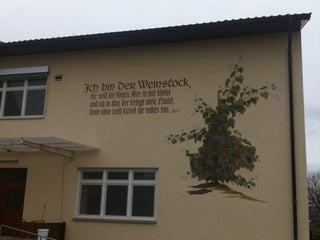 Ich bin der Weinstock,
ihr seid die Reben. Wer in mir bleibt
und ich in ihm, der bringt viele Frucht,
denn ohne mich könnt ihr nichts tun.